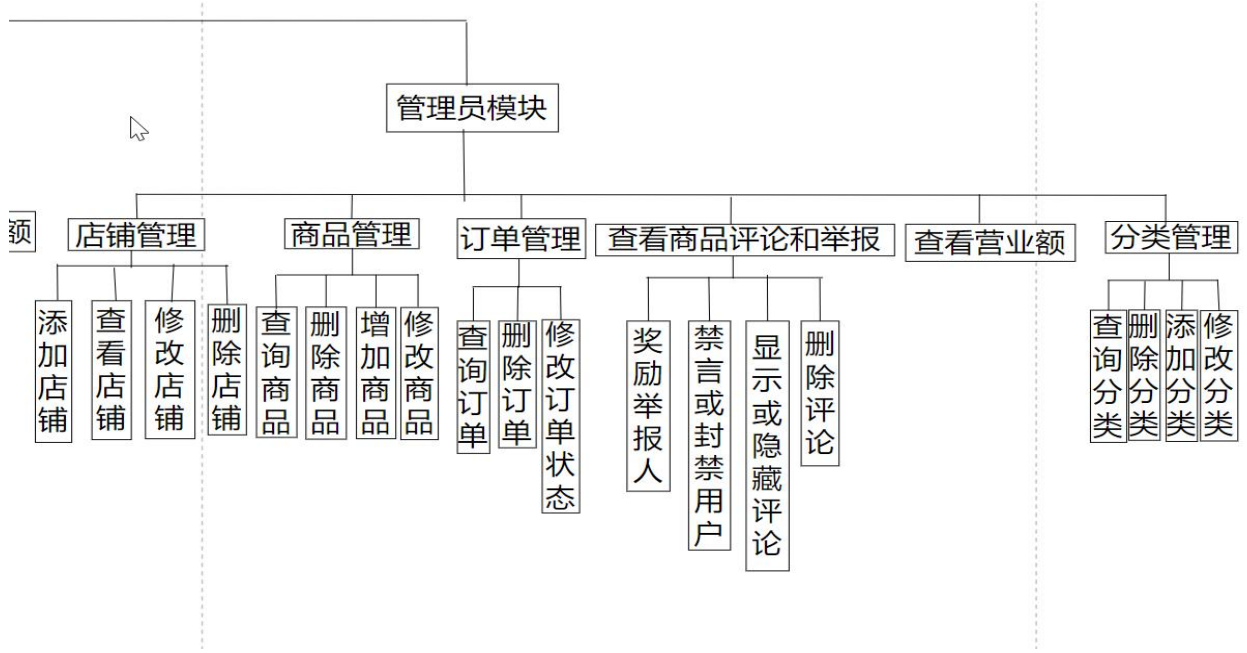 管理员模块
额
店铺管理
商品管理
订单管理
查看商品评论和举报
查看营业额
分类管理
添加店铺
查看店铺
修改店铺
删除店铺
查询商品
删除商品
增加商品
修改商品
查询订单
删除订单
修改订单状态
奖励举报人
禁言或封禁用户
显示或隐藏评论
删除评论
查询分类
删除分类
添加分类
修改分类